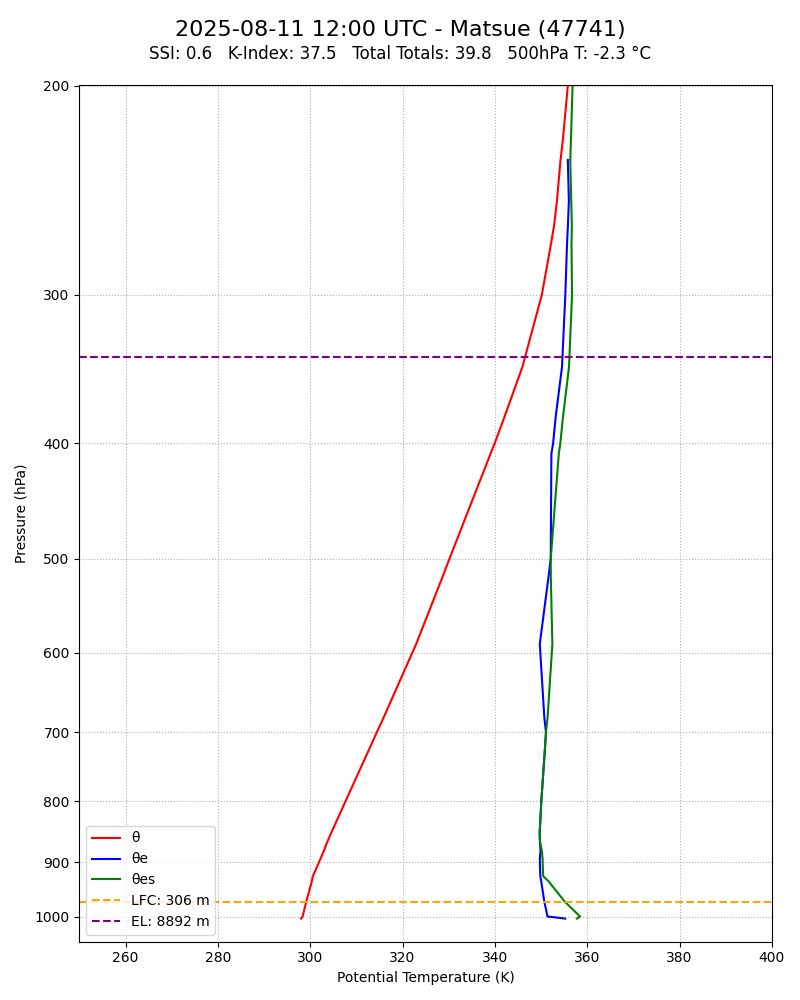 2025-08-11 12:00 UTC - Matsue (47741)
SSI: 0.6   K-Index: 37.5   Total Totals: 39.8   500hPa T: -2.3 °C
200
300
400
500
600
700
800
900
1000
Pressure (hPa)
θ
θe
θes
LFC: 306 m
EL: 8892 m
260 280 300 320 340 360 380 400
Potential Temperature (K)